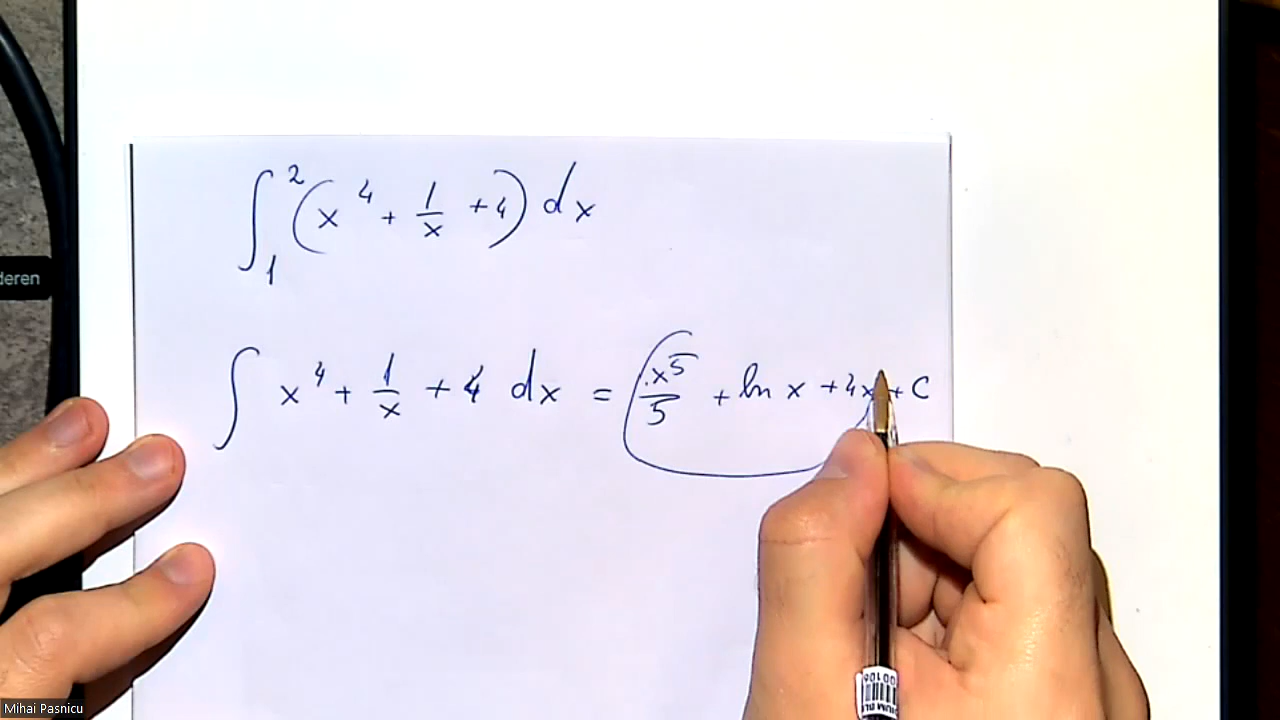 ∫₁² (x⁴ + 1/x + 4) dx
∫ x⁴ + 1/x + 4 dx = x⁵/5 + ln x + 4x + C
deren
Mihai Pasnicu